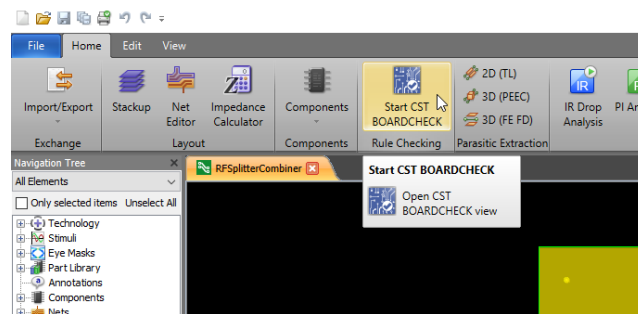 File Home Edit View
Import/Export
Stackup
Net
Editor
Impedance
Calculator
Components
Start CST
BOARDCHECK
2D (TL)
3D (PEEC)
3D (FE FD)
IR
IR Drop
Analysis
Exchange
Layout
Components
Rule Checking
Parasitic Extraction
Navigation Tree
All Elements
Only selected items Unselect All
Technology
Stimuli
Eye Masks
Part Library
Annotations
Components
Nets
RFSplitterCombiner
Start CST BOARDCHECK
Open CST
BOARDCHECK view